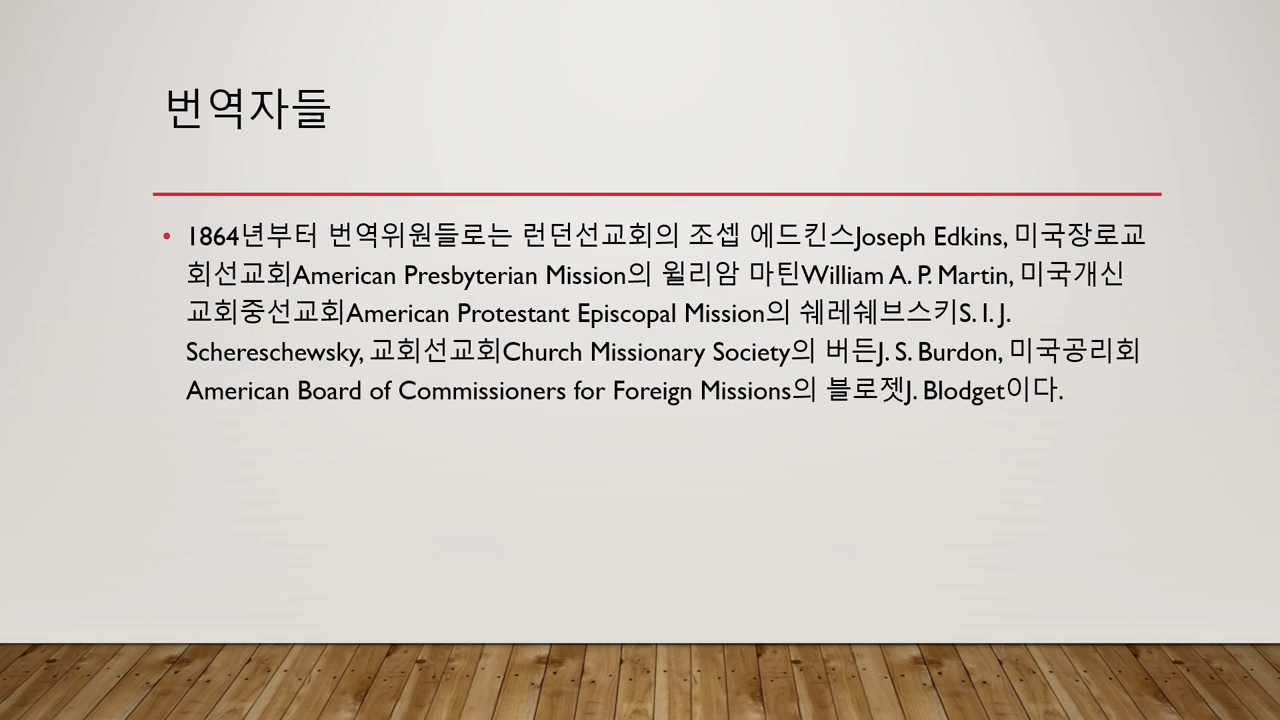 번역자들
• 1864년부터 번역위원들로는 런던선교회의 조셉 에드킨스Joseph Edkins, 미국장로교
회선교회American Presbyterian Mission의 윌리암 마틴William A. P. Martin, 미국개신
교회중선교회American Protestant Episcopal Mission의 쉐레쉐브스키S. I. J.
Schereschewsky, 교회선교회Church Missionary Society의 버든J. S. Burdon, 미국공리회
American Board of Commissioners for Foreign Missions의 블로젯J. Blodget이다.